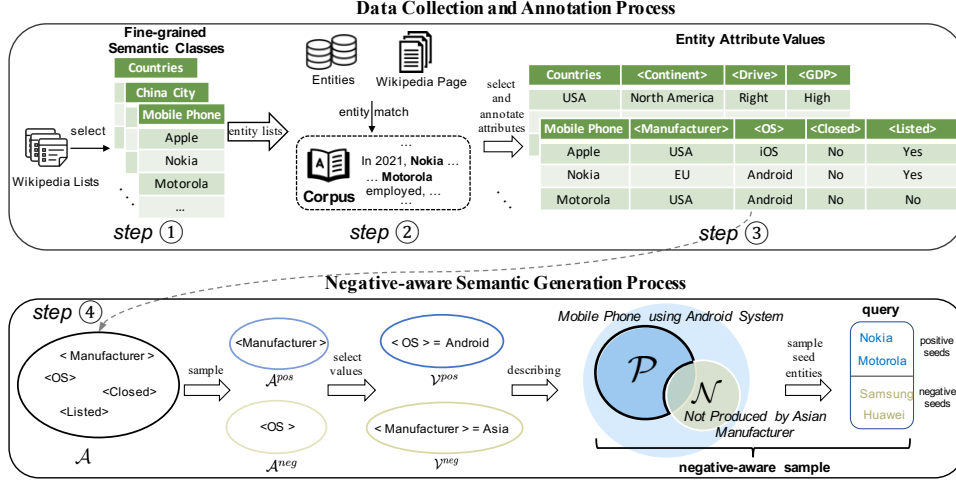 Data Collection and Annotation Process
Fine-grained
Semantic Classes
Countries
China City
Mobile Phone
Apple
Nokia
Motorola
...
select
Wikipedia Lists
step ①
entity lists
Entities
Wikipedia Page
entity match
...
In 2021, Nokia ...
... Motorola
employed, ...
...
Corpus
step ②
select
and
annotate
attributes
Entity Attribute Values
Countries <Continent> <Drive> <GDP>
USA North America Right High
Mobile Phone <Manufacturer> <OS> <Closed> <Listed>
Apple USA iOS No Yes
Nokia EU Android No Yes
Motorola USA Android No No
step ③
Negative-aware Semantic Generation Process
step ④
< Manufacturer >
<OS>
<Closed>
<Listed>
𝒜
sample
<Manufacturer>
𝒜pos
<OS >
𝒜neg
select
values
< OS > = Android
𝒱pos
< Manufacturer > = Asia
𝒱neg
describing
Mobile Phone using Android System
𝒫
𝒩
Not Produced by Asian
Manufacturer
negative-aware sample
sample
seed
entities
query
Nokia
Motorola
positive
seeds
Samsung
Huawei
negative
seeds